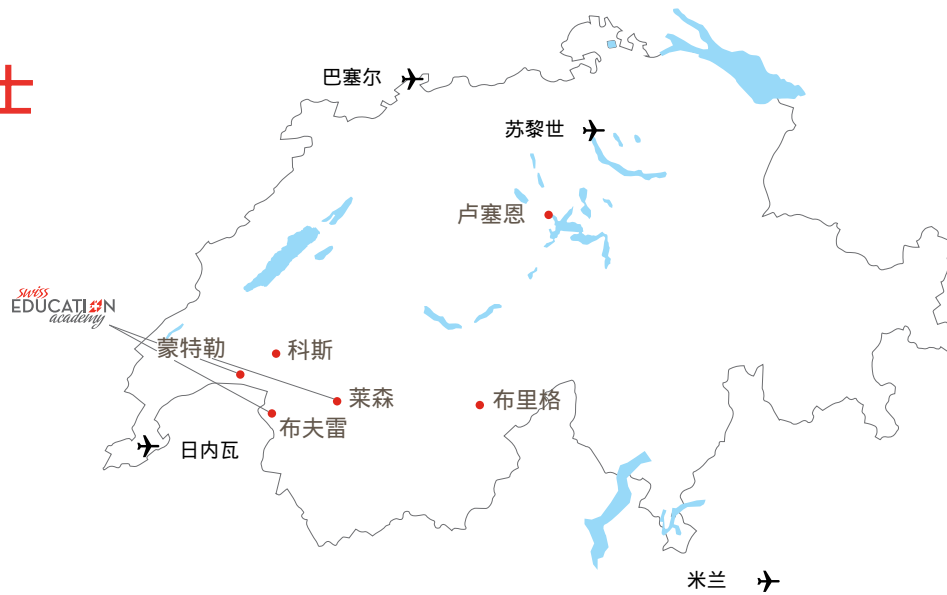 士
巴塞尔
苏黎世
卢塞恩
swiss
EDUCATION
academy
蒙特勒
科斯
莱森
布里格
布夫雷
日内瓦
米兰